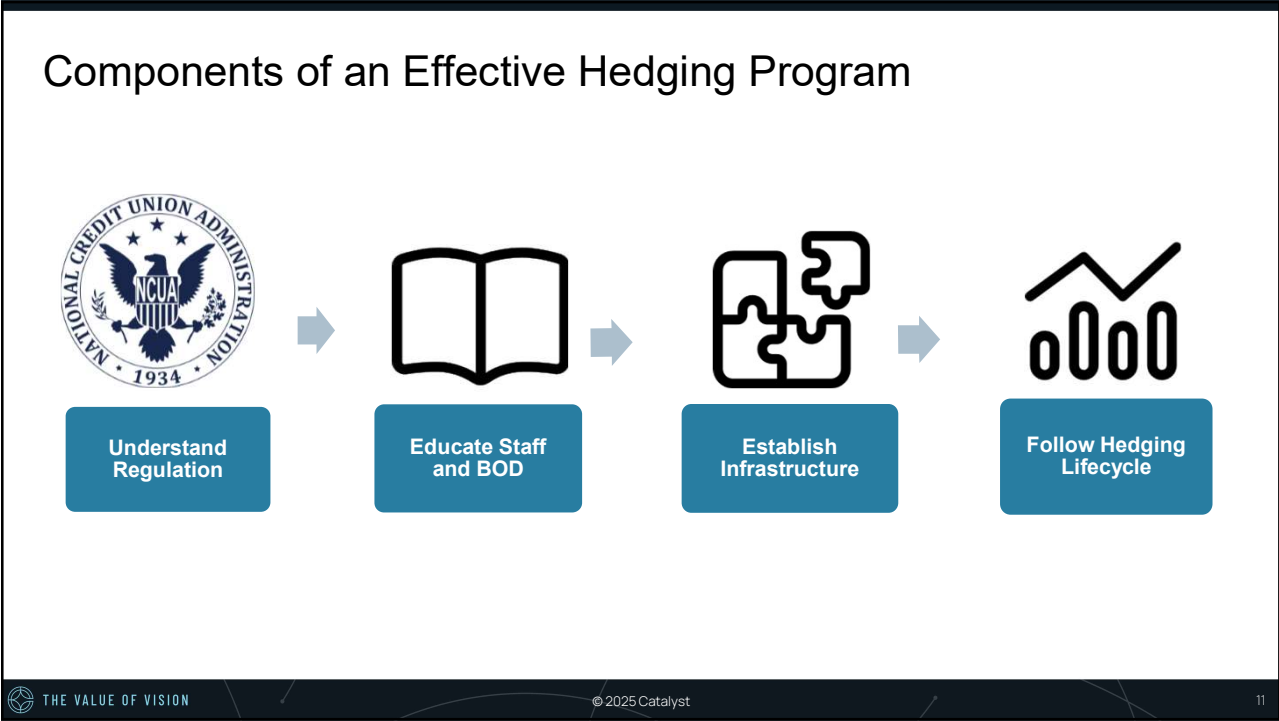 Components of an Effective Hedging Program
NATIONAL CREDIT UNION ADMINISTRATION
NCUA
1934
Understand
Regulation
Educate Staff
and BOD
Establish
Infrastructure
Follow Hedging
Lifecycle
THE VALUE OF VISION
© 2025 Catalyst
11